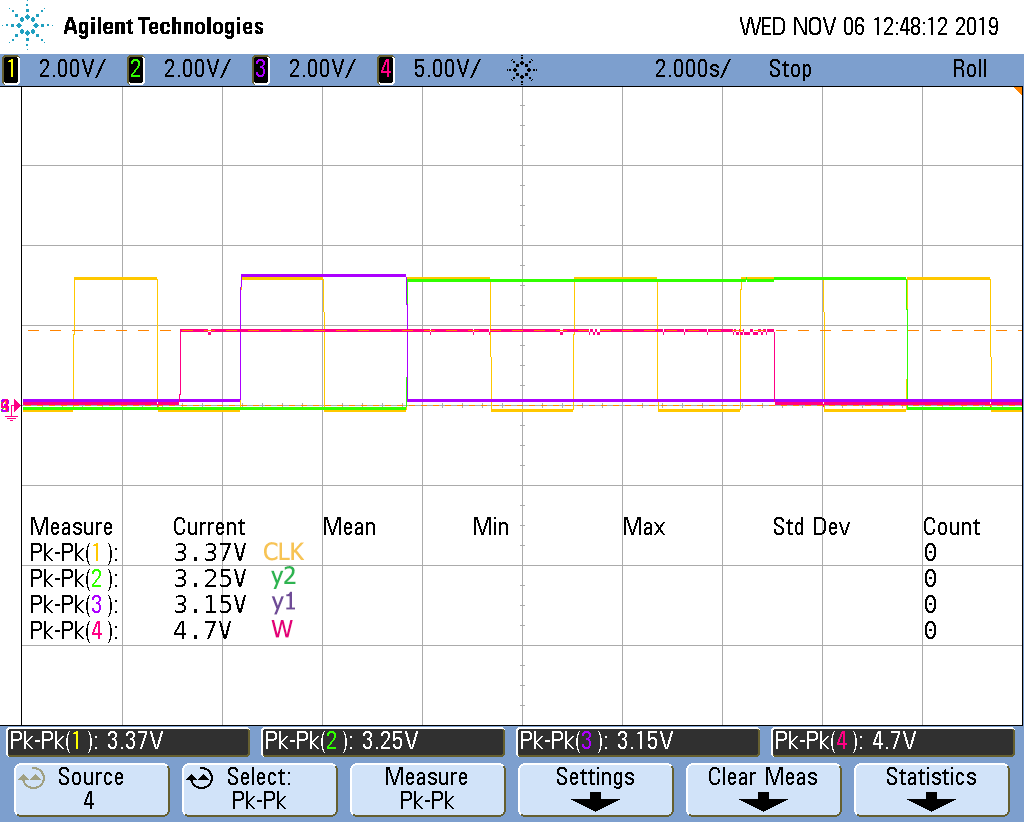 Agilent Technologies WED NOV 06 12:48:12 2019
1 2.00V/ 2 2.00V/ 3 2.00V/ 4 5.00V/ 2.000s/ Stop Roll
Measure Current Mean Min Max Std Dev Count
Pk-Pk(1): 3.37V CLK 0
Pk-Pk(2): 3.25V y2 0
Pk-Pk(3): 3.15V y1 0
Pk-Pk(4): 4.7V W 0
Pk-Pk(1): 3.37V Pk-Pk(2): 3.25V Pk-Pk(3): 3.15V Pk-Pk(4): 4.7V
Source Select: Measure Settings Clear Meas Statistics
4 Pk-Pk Pk-Pk